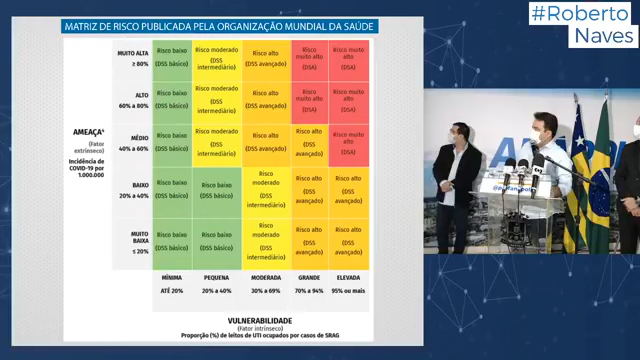 #Roberto
Naves
MATRIZ DE RISCO PUBLICADA PELA ORGANIZAÇÃO MUNDIAL DA SAÚDE
AMEAÇA⁴
(Fator extrínseco)
Incidência de COVID-19 por 1.000.000
MUITO ALTA ≥ 80%
Risco baixo (DSS básico)
Risco moderado (DSS intermediário)
Risco alto (DSS avançado)
Risco muito alto (DSA)
Risco muito alto (DSA)
ALTO 60% a 80%
Risco baixo (DSS básico)
Risco moderado (DSS intermediário)
Risco alto (DSS avançado)
Risco muito alto (DSA)
Risco muito alto (DSA)
MÉDIO 40% a 60%
Risco baixo (DSS básico)
Risco moderado (DSS intermediário)
Risco alto (DSS avançado)
Risco alto (DSS avançado)
Risco muito alto (DSA)
BAIXO 20% a 40%
Risco baixo (DSS básico)
Risco baixo (DSS básico)
Risco moderado (DSS intermediário)
Risco alto (DSS avançado)
Risco alto (DSS avançado)
MUITO BAIXA ≤ 20%
Risco baixo (DSS básico)
Risco baixo (DSS básico)
Risco moderado (DSS intermediário)
Risco alto (DSS avançado)
Risco alto (DSS avançado)
MÍNIMA ATÉ 20%
PEQUENA 20% a 40%
MODERADA 30% a 69%
GRANDE 70% a 94%
ELEVADA 95% ou mais
VULNERABILIDADE
(Fator intrínseco)
Proporção (%) de leitos de UTI ocupados por casos de SRAG